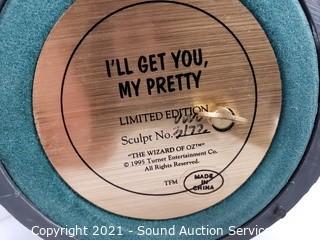 I'LL GET YOU,
MY PRETTY
LIMITED EDITION
Sculpt No.
"THE WIZARD OF OZ™"
© 1995 Turner Entertainment Co.
All Rights Reserved.
TFM
MADE IN
CHINA
Copyright 2021 - Sound Auction Service